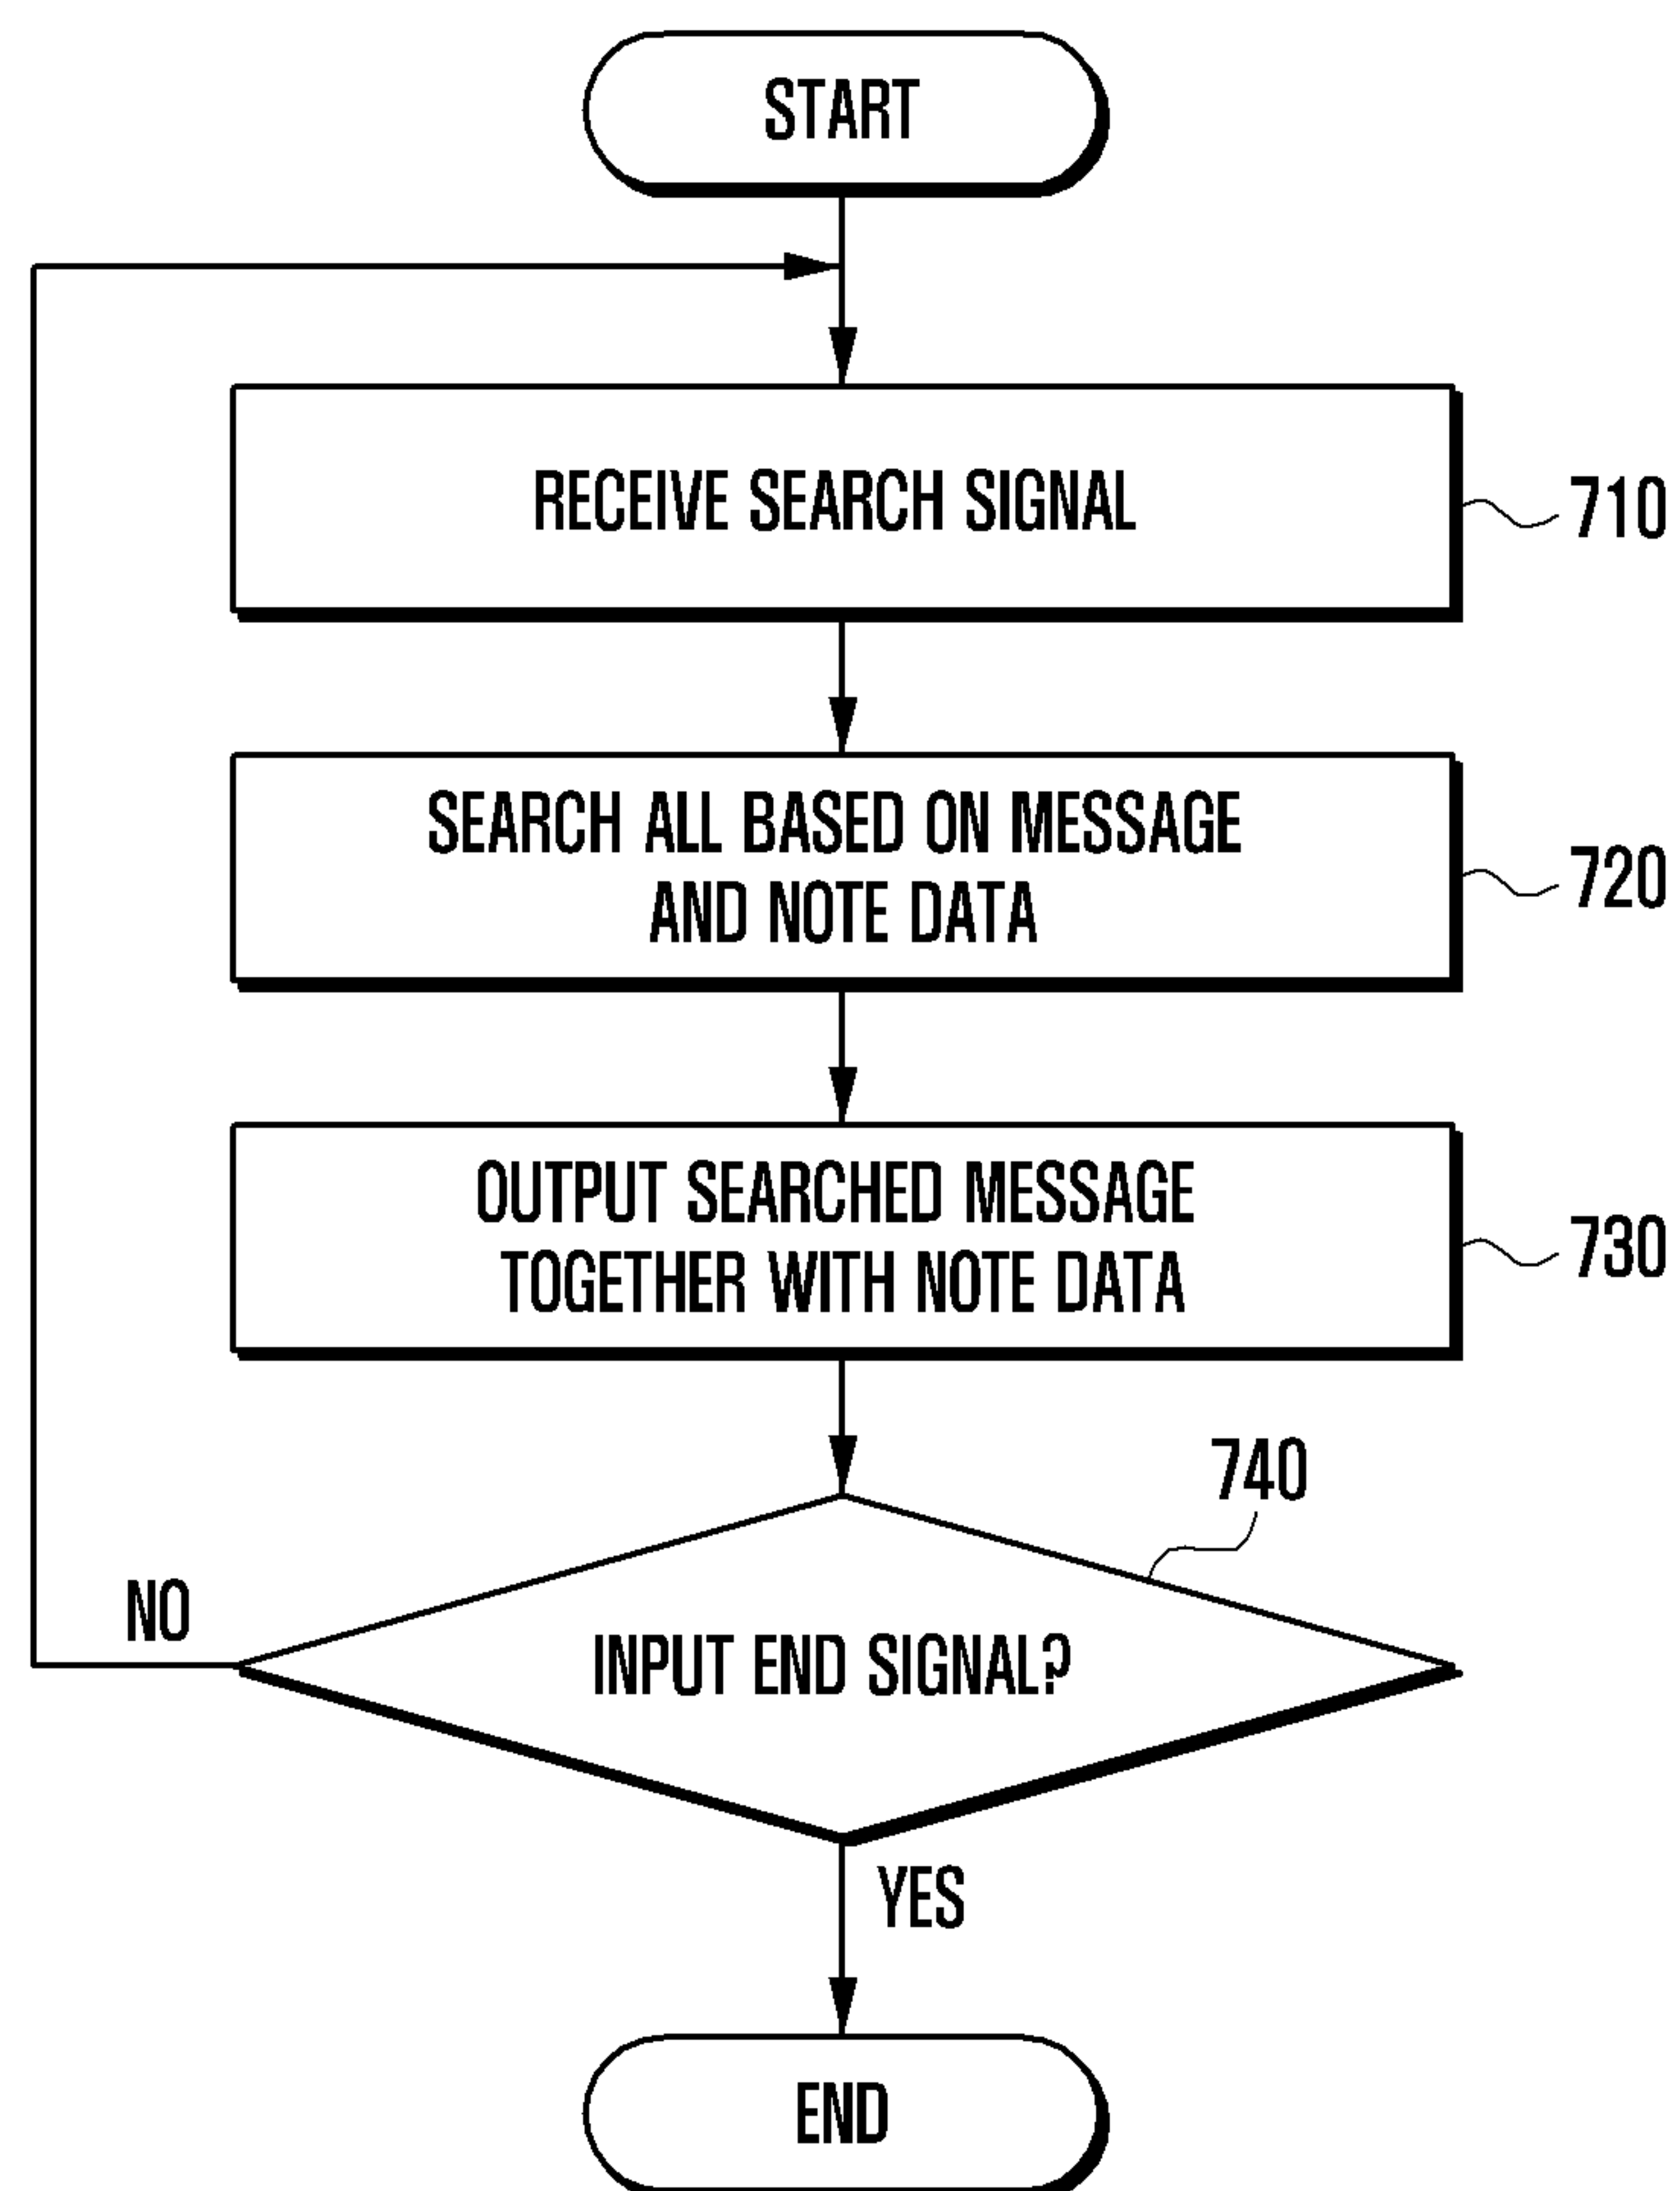 START
RECEIVE SEARCH SIGNAL
710
SEARCH ALL BASED ON MESSAGE
AND NOTE DATA
720
OUTPUT SEARCHED MESSAGE
TOGETHER WITH NOTE DATA
730
740
NO
INPUT END SIGNAL?
YES
END